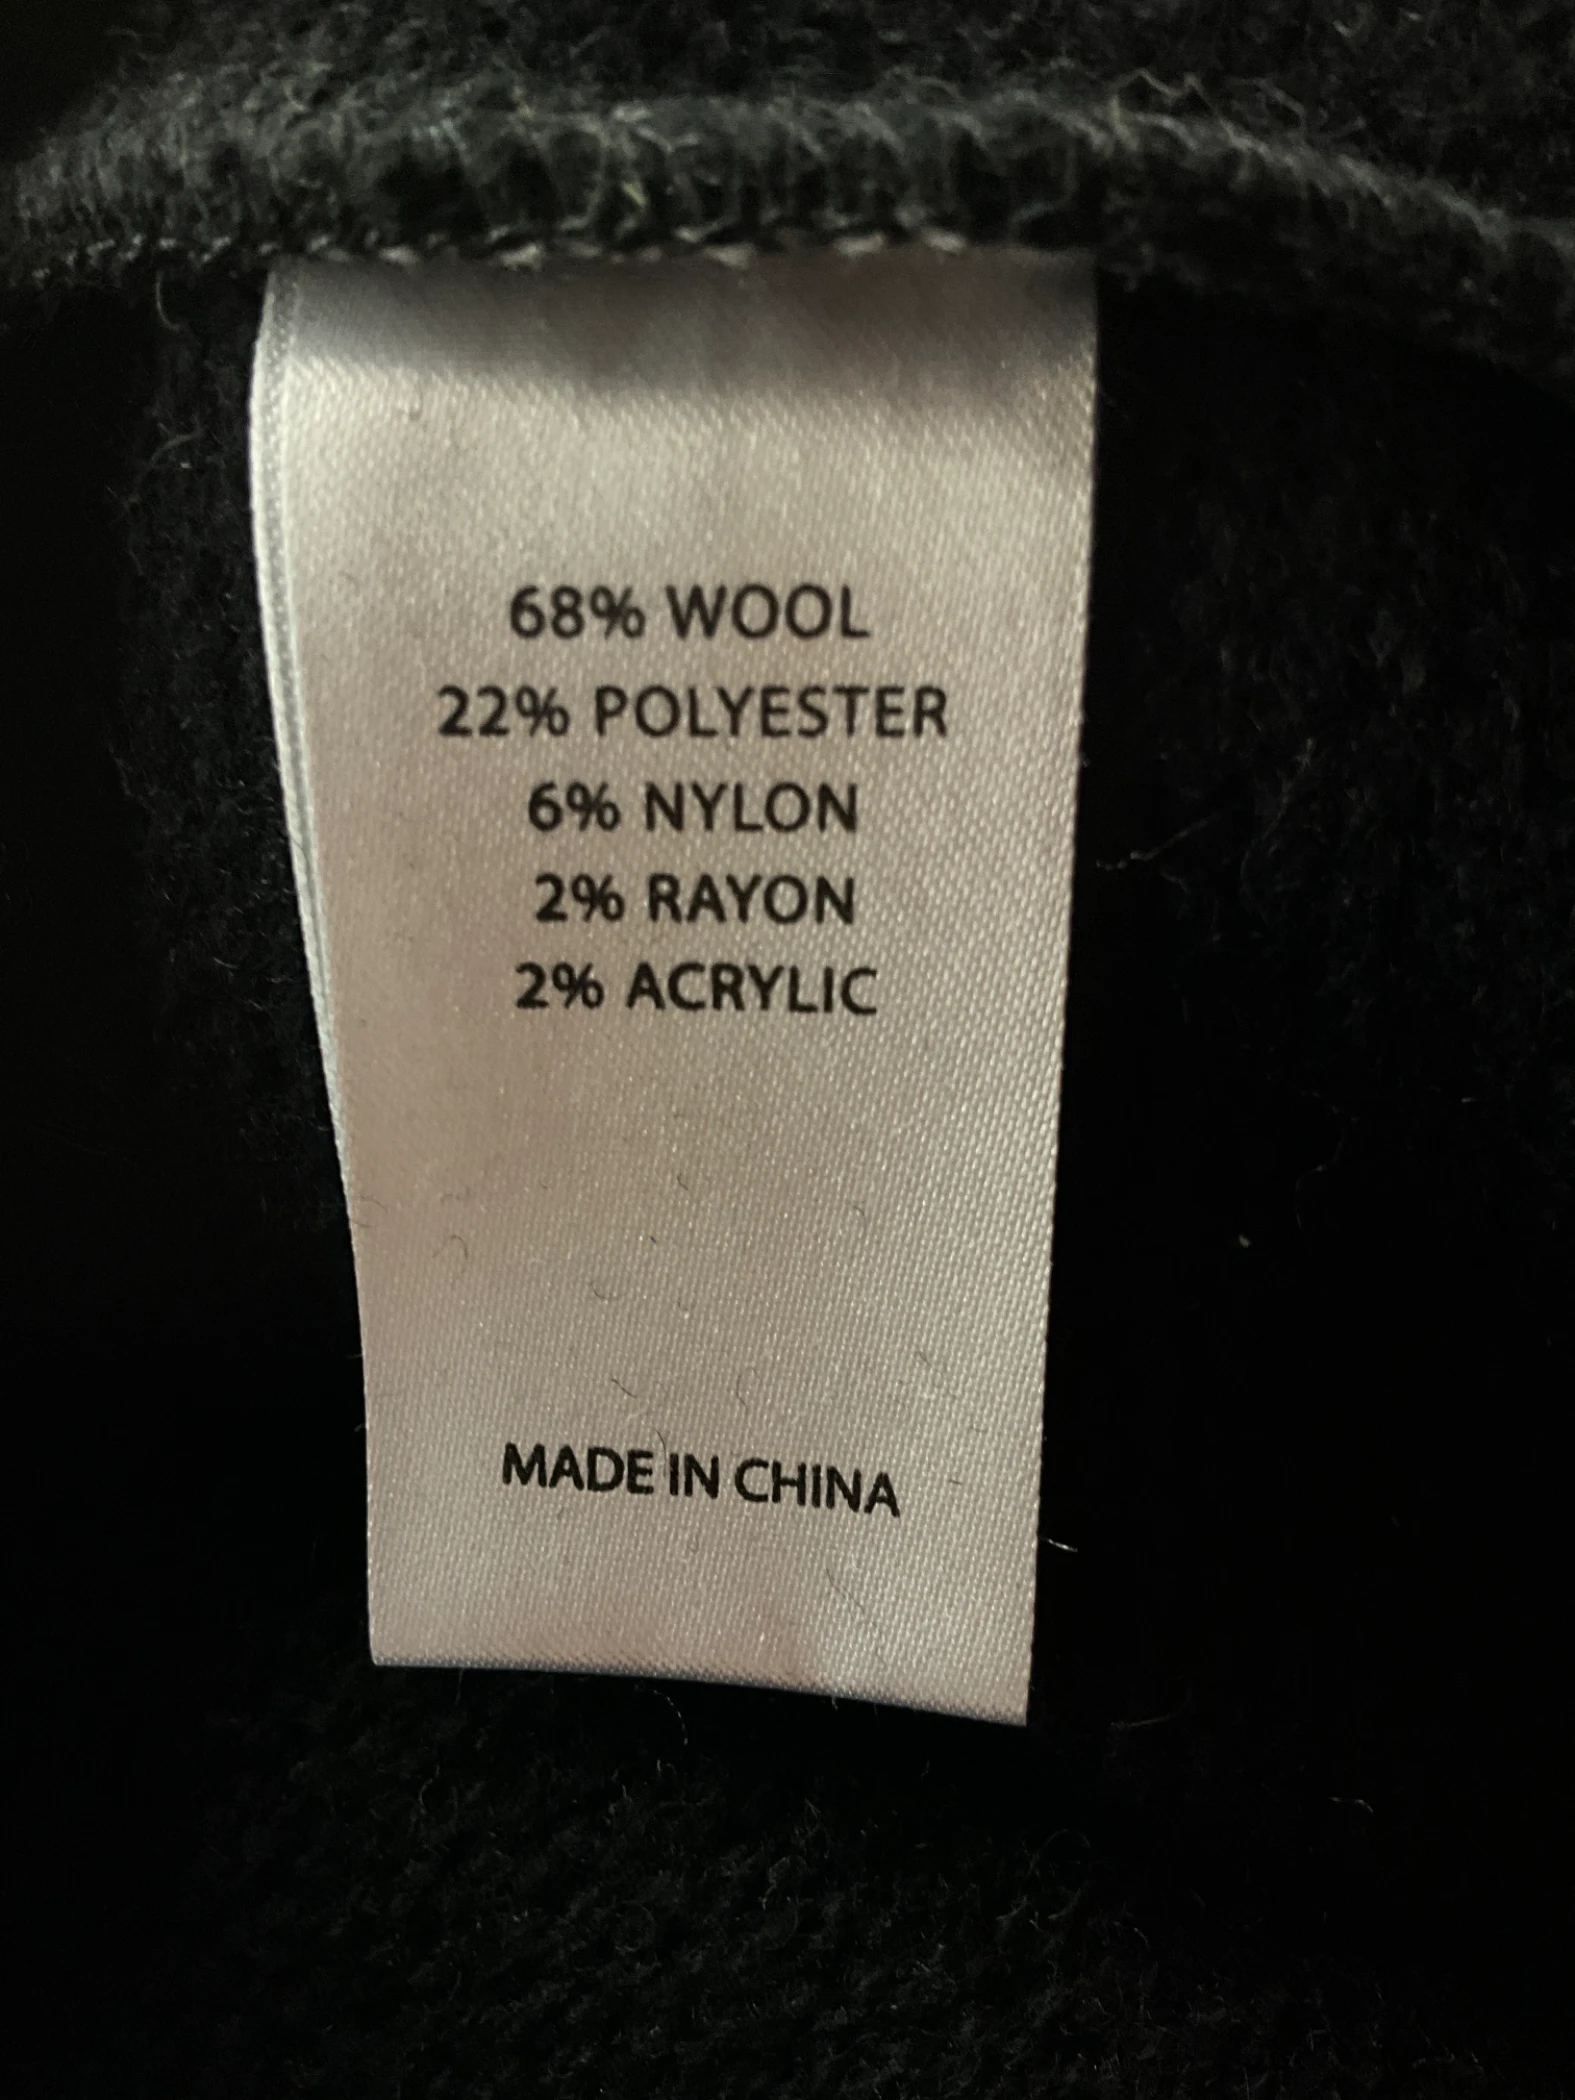 68% WOOL
22% POLYESTER
6% NYLON
2% RAYON
2% ACRYLIC
MADE IN CHINA